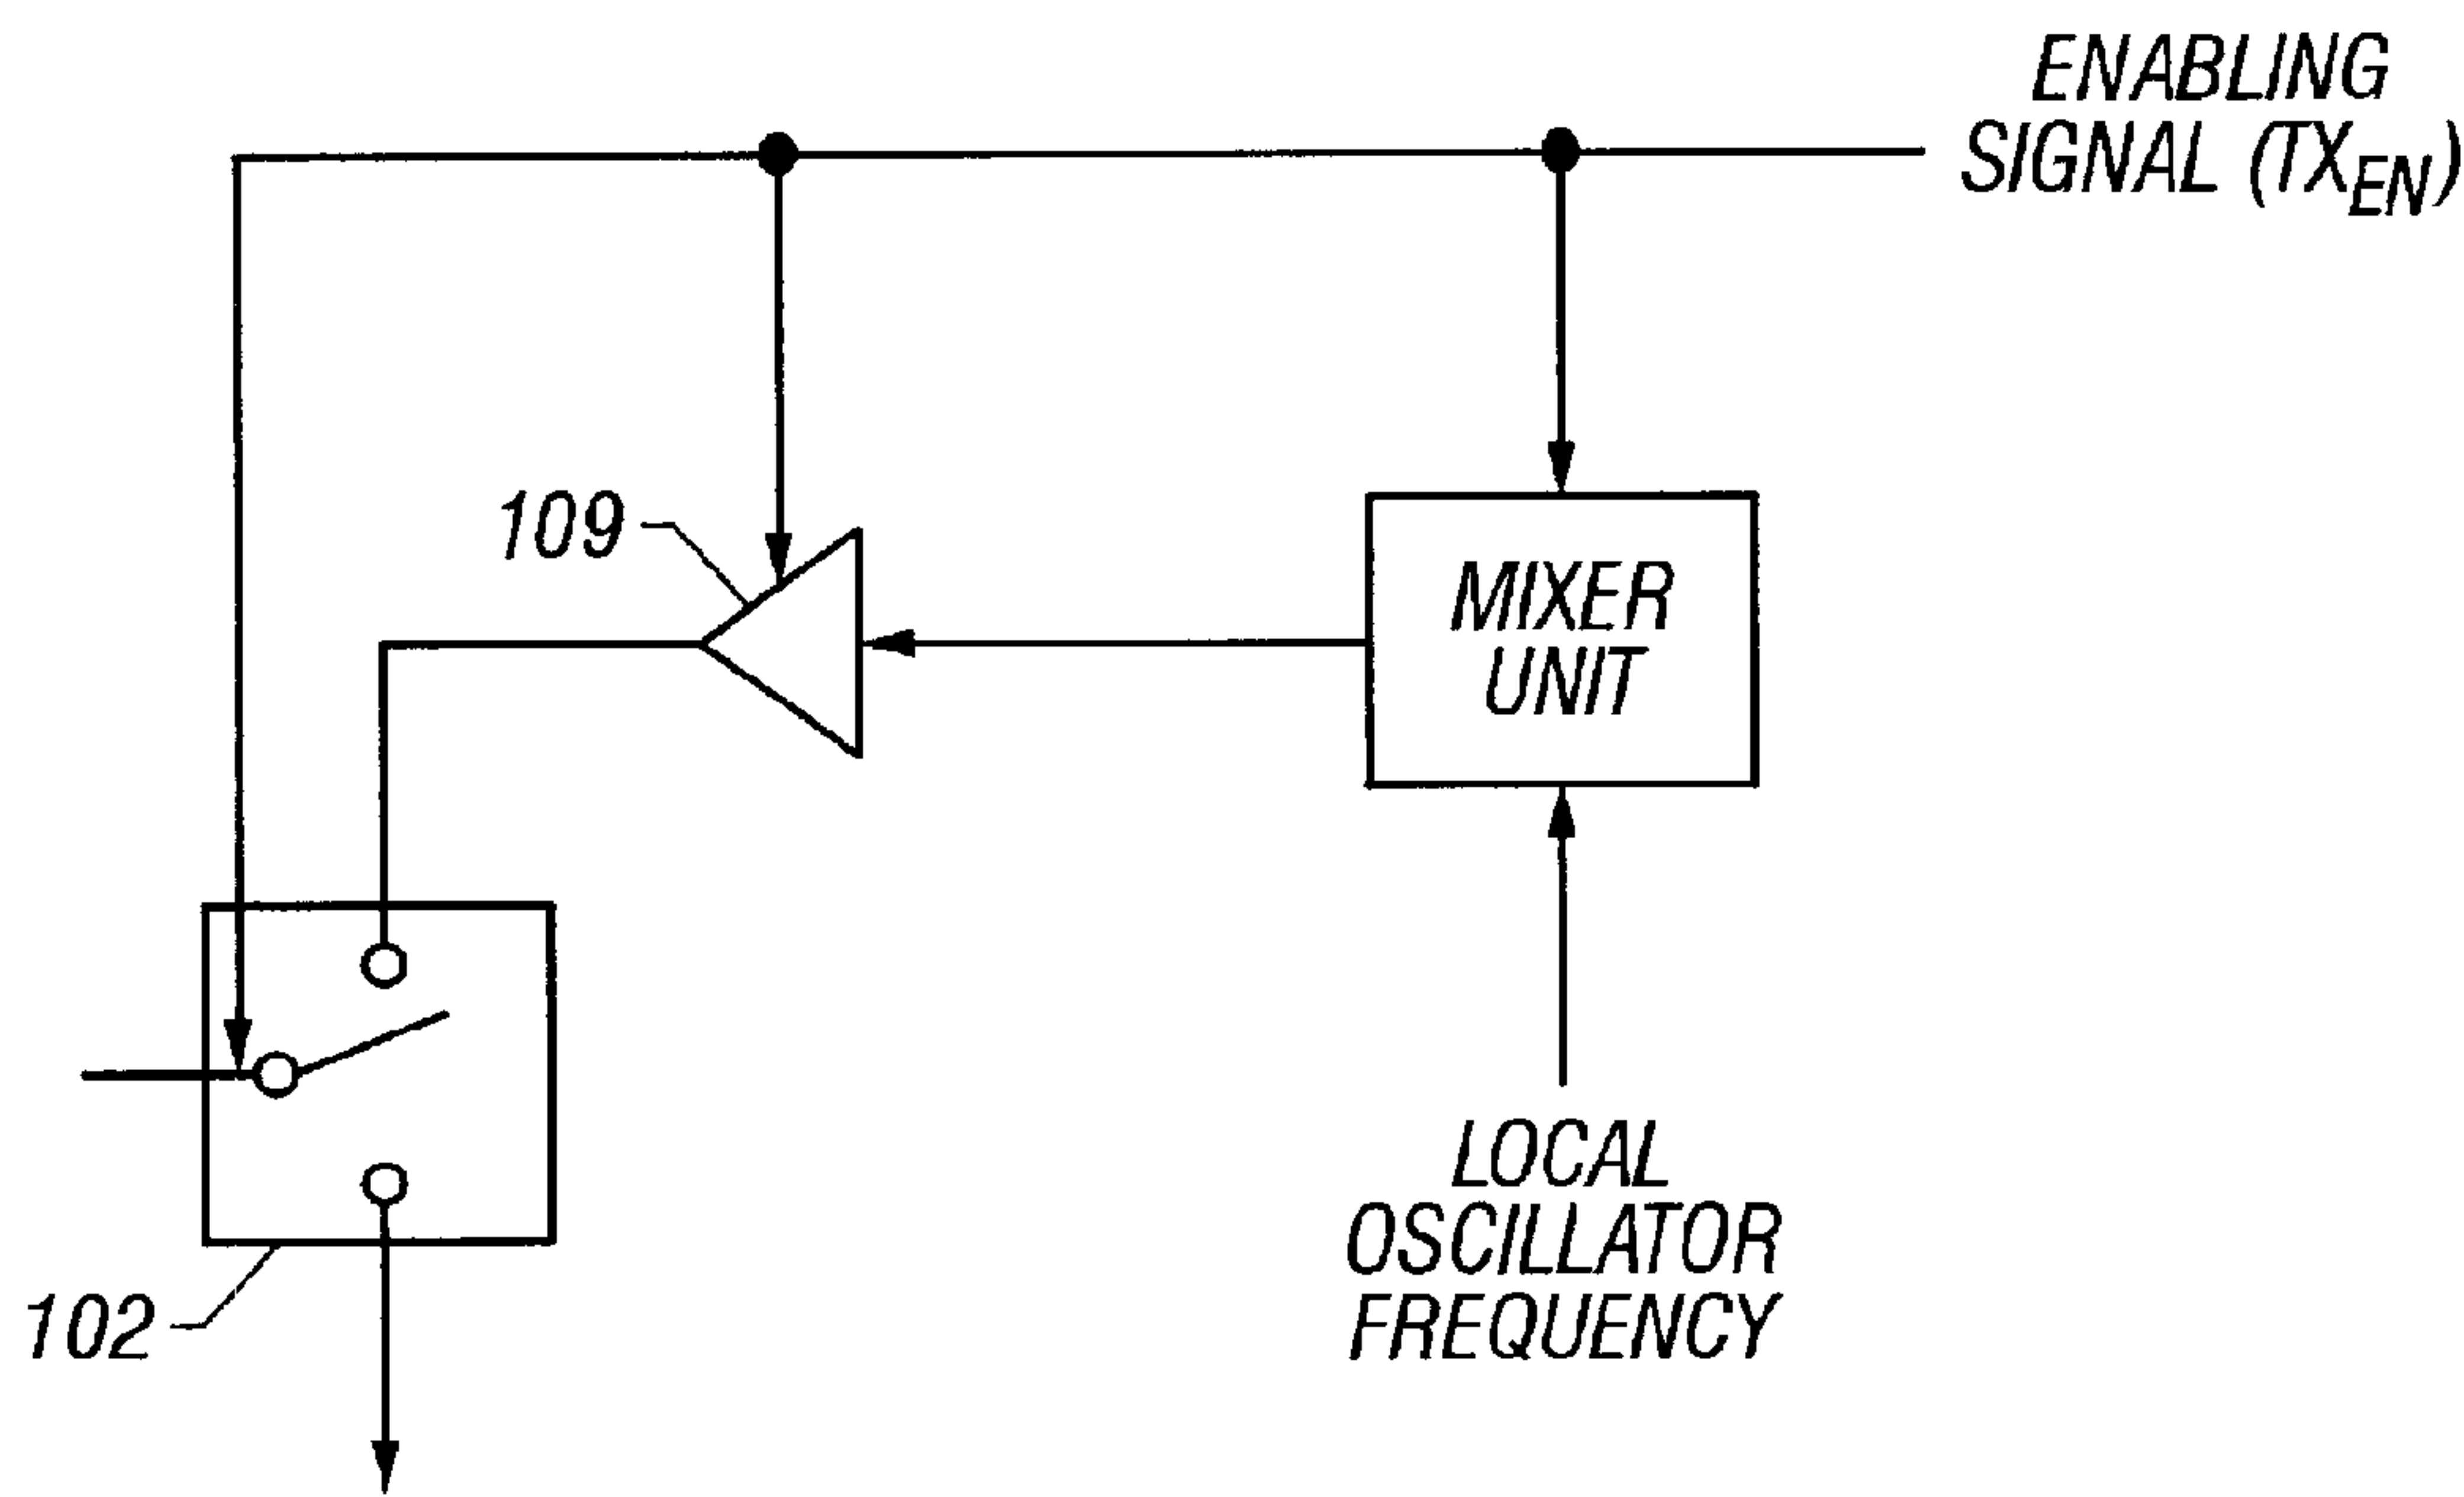 ENABLING
SIGNAL (TXEN)
109
MIXER
UNIT
LOCAL
OSCILLATOR
FREQUENCY
102